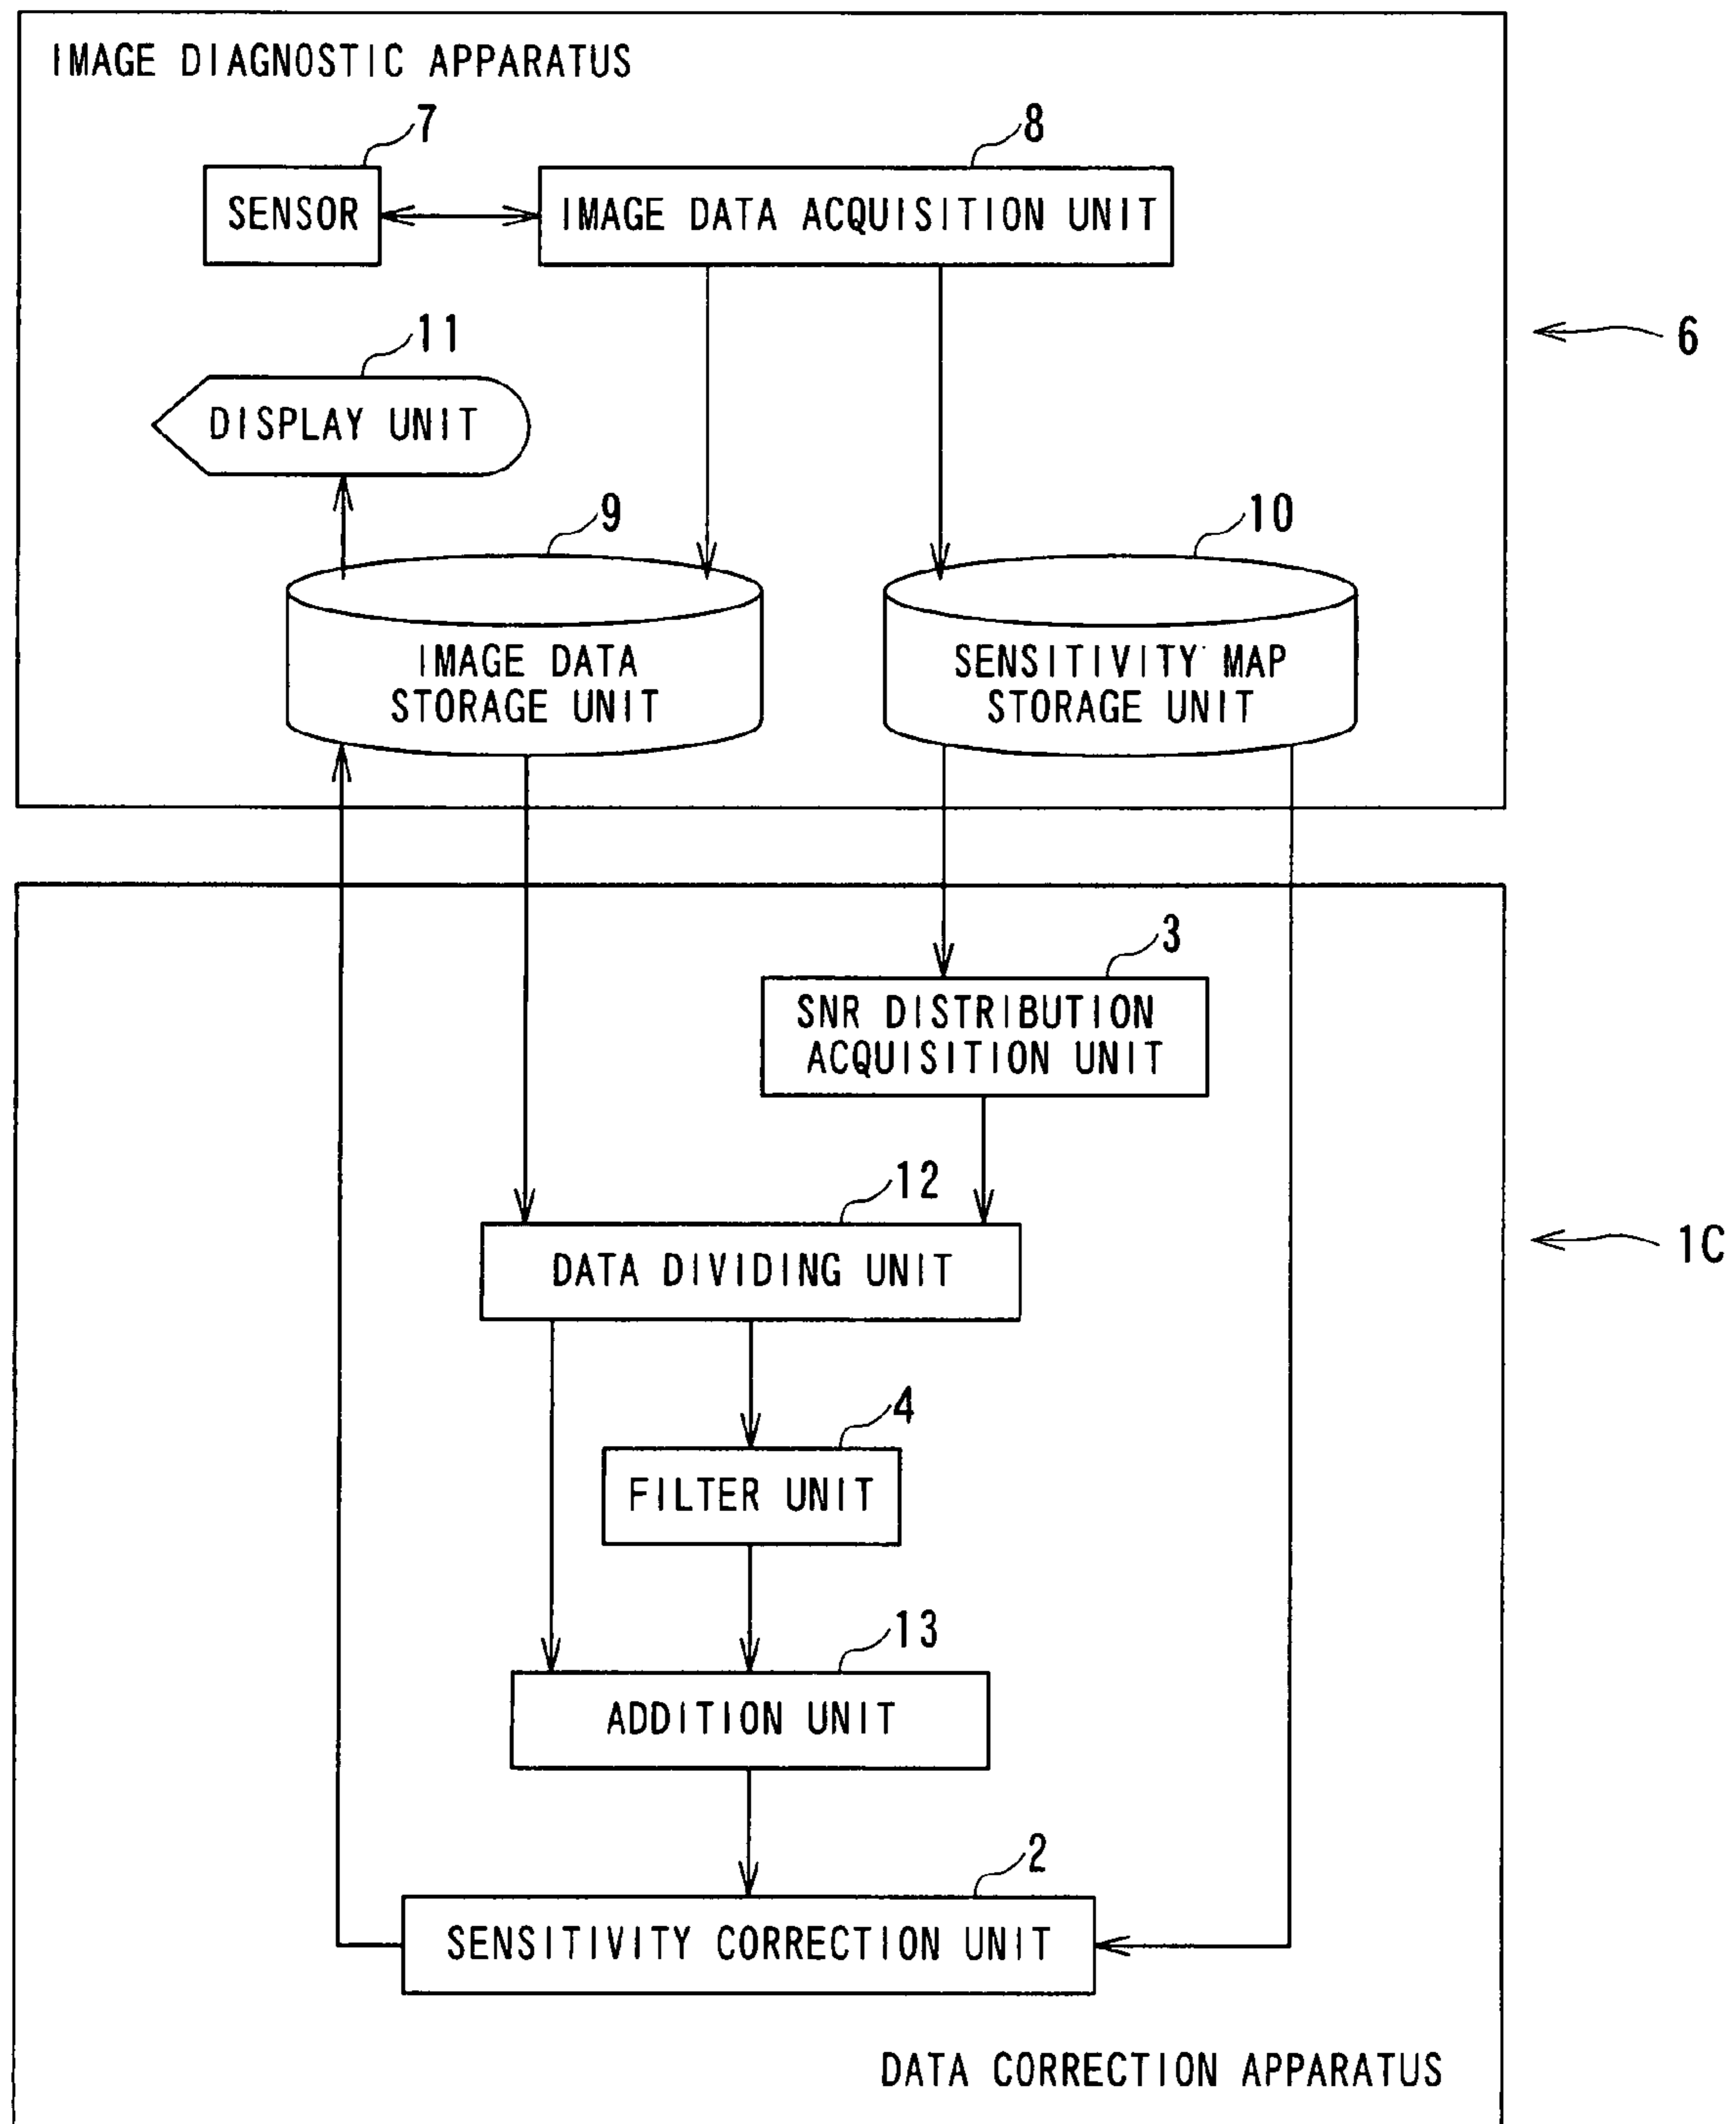 IMAGE DIAGNOSTIC APPARATUS
7
8
SENSOR
IMAGE DATA ACQUISITION UNIT
11
6
DISPLAY UNIT
9
10
IMAGE DATA
STORAGE UNIT
SENSITIVITY MAP
STORAGE UNIT
3
SNR DISTRIBUTION
ACQUISITION UNIT
12
1C
DATA DIVIDING UNIT
4
FILTER UNIT
13
ADDITION UNIT
2
SENSITIVITY CORRECTION UNIT
DATA CORRECTION APPARATUS